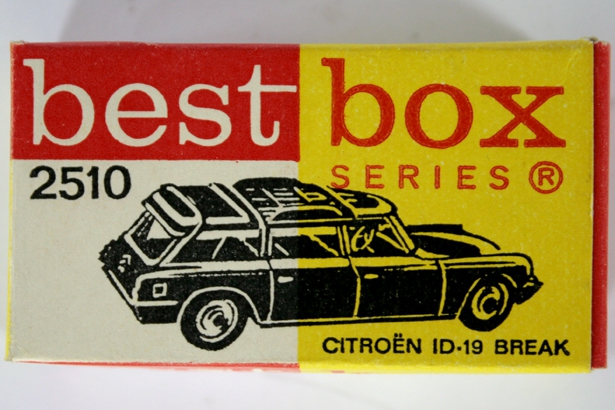 best box
2510
SERIES ®
CITROËN ID-19 BREAK